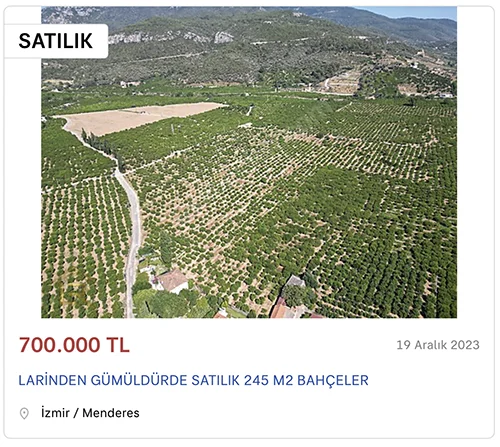 SATILIK
700.000 TL
19 Aralık 2023
LARİNDEN GÜMÜLDÜRDE SATILIK 245 M2 BAHÇELER
İzmir / Menderes